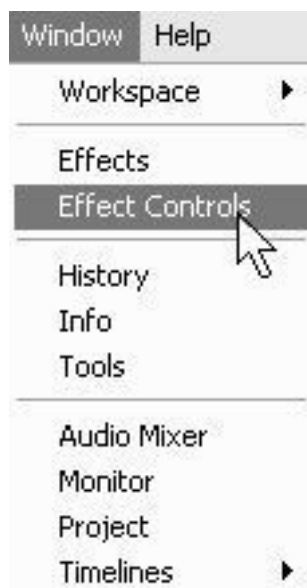 Window Help
Workspace
Effects
Effect Controls
History
Info
Tools
Audio Mixer
Monitor
Project
Timelines